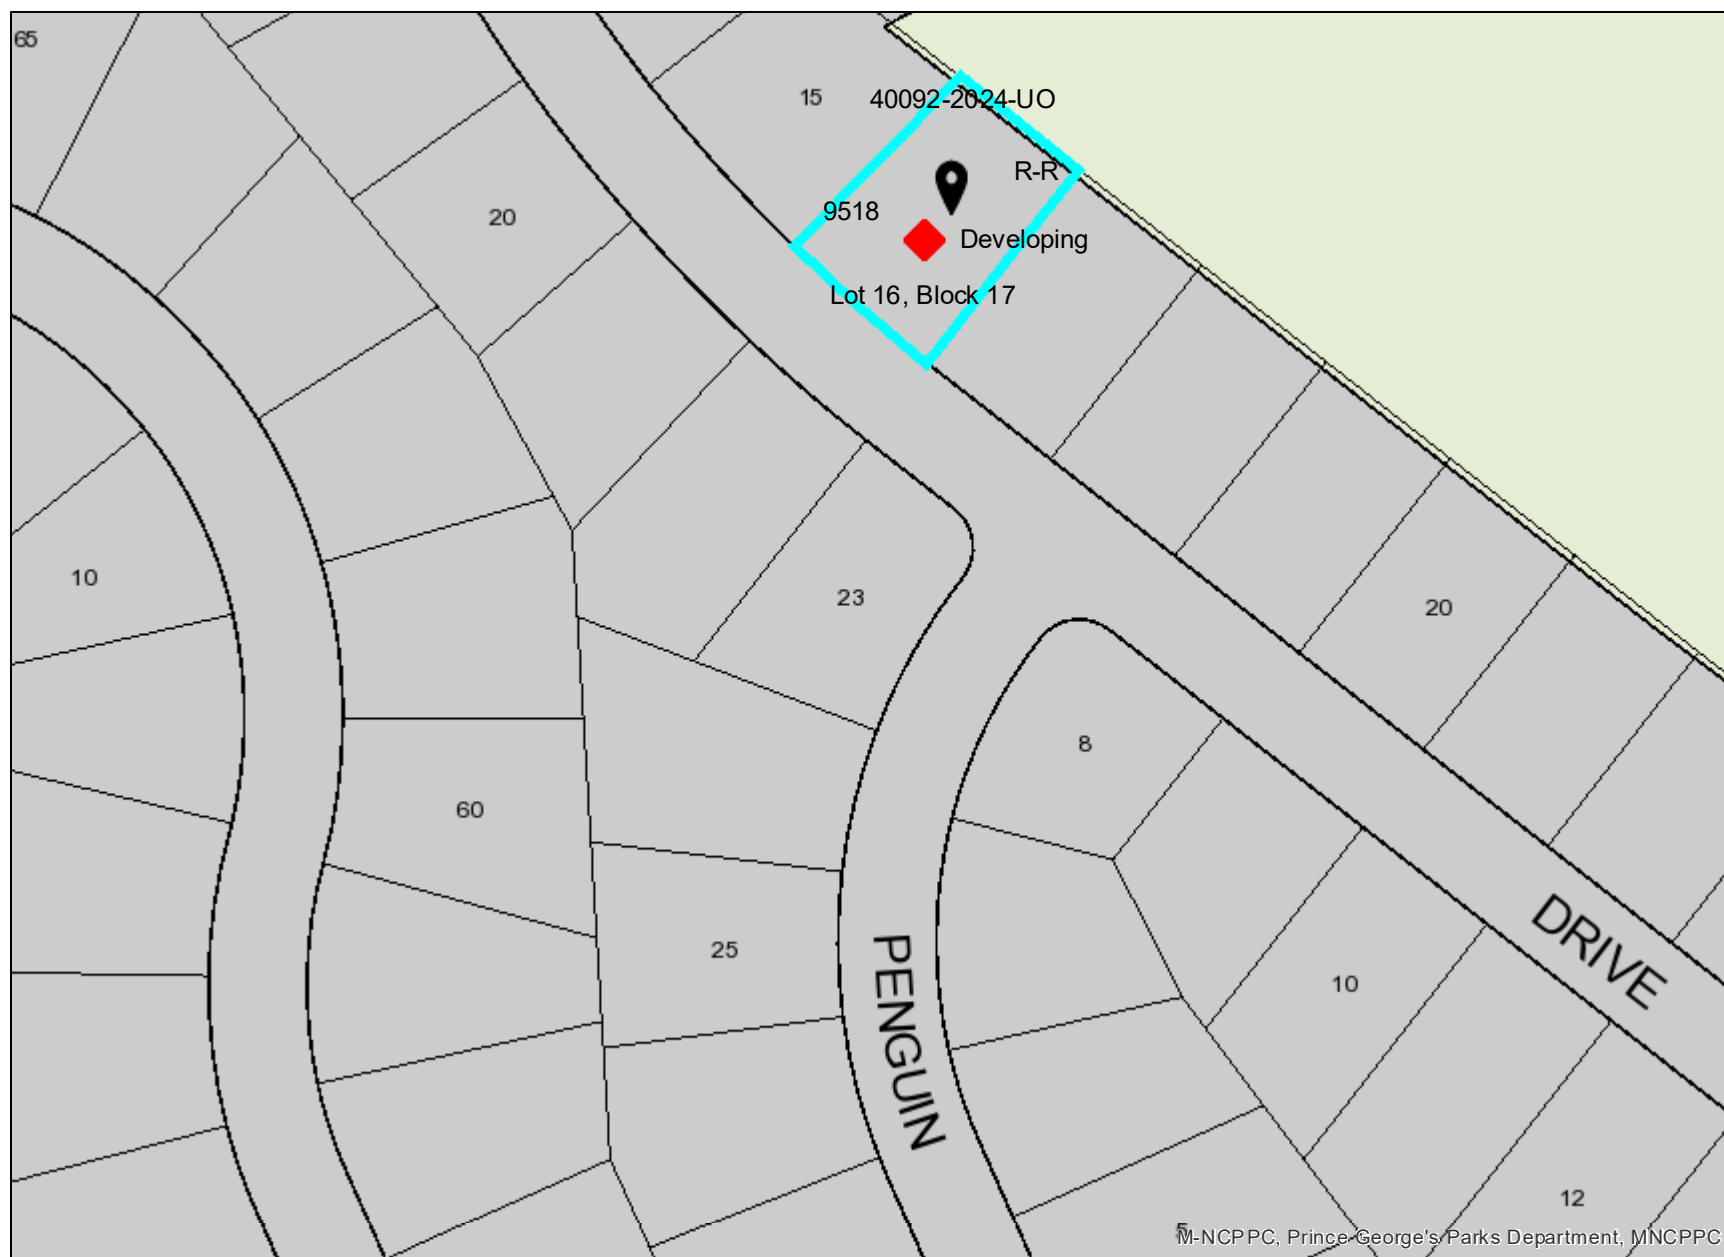 65
15
40092-2024-UO
R-R
9518
20
Developing
Lot 16, Block 17
10
23
20
8
60
25
DRIVE
10
PENGUIN
12
5
M-NCPPC, Prince George's Parks Department, MNCPPC